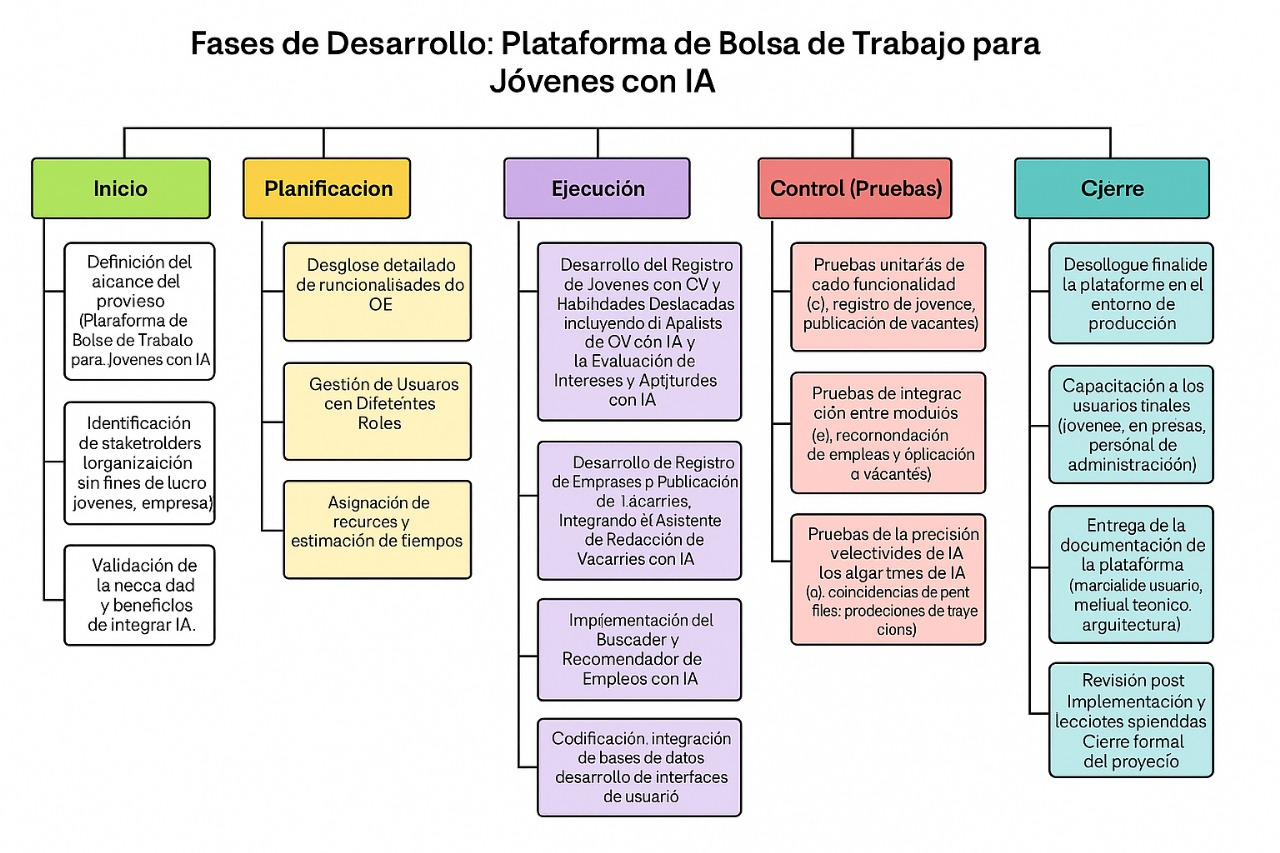 Fases de Desarrollo: Plataforma de Bolsa de Trabajo para
Jóvenes con IA
Inicio
Definición del
aicance del
provieso
(Plaraforma de
Bolse de Trabalo
para.Jovenes con IA
Identificación
de staketrolders
lorganizaición
sin fines de lucro
jovenes, empresa)
Validación de
la necca dad
y beneficlos
de integrar IA.
Planificacion
Desglose detailado
de runcionalisades do
OE
Gestión de Usuaros
cen Difetentes
Roles
Asignación de
recurces y
estimación de tiempos
Ejecución
Desarrollo del Registro
de Jovenes con CV y
Habihdades Deslacadas
incluyendo di Apalists
de OV cón IA y
la Evaluación de
Intereses y Aptjturdes
con IA
Desarrollo de Registro
de Emprases p Publicación
de 1.ácarries,
Integrando él Asistente
de Redacción de
Vacarries con IA
Implementación del
Buscader y
Recomendador de
Empleos con IA
Codificación. integración
de bases de datos
desarrollo de interfaces
de usuarió
Control (Pruebas)
Pruebas unitarás de
cado funcionalidad
(c), registro de jovence,
publicación de vacantes)
Pruebas de integrac
ción entre moduios
(e), recornondación
de empleas y óplicación
a vácantés)
Pruebas de la precisión
velectivides de IA
los algar tmes de IA
(o). coincidencias de pent
files: prodeciones de traye
cions)
Cjerre
Desollogue finalide
la plataforme en el
entorno de
producción
Capacitación a los
usuarios tinales
(jovenee, en presas,
persónal de
administracióón)
Entrega de la
documentación de
la platafórma
(marcialide usuario,
melıual teonico.
arguitectura)
Revisión post
Implementación y
lecciotes spienddas
Cierre formal
del proyecío